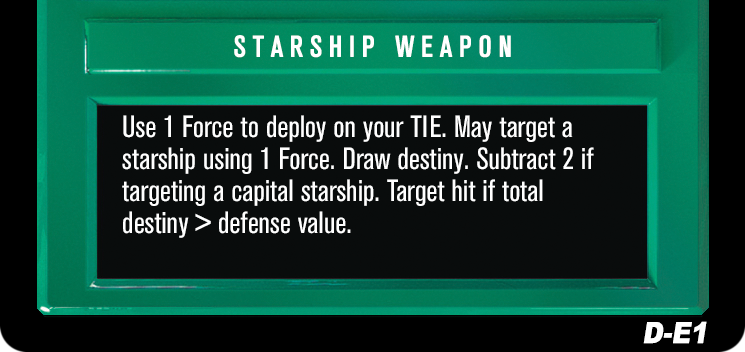 STARSHIP WEAPON
Use 1 Force to deploy on your TIE. May target a
starship using 1 Force. Draw destiny. Subtract 2 if
targeting a capital starship. Target hit if total
destiny > defense value.
D-E1